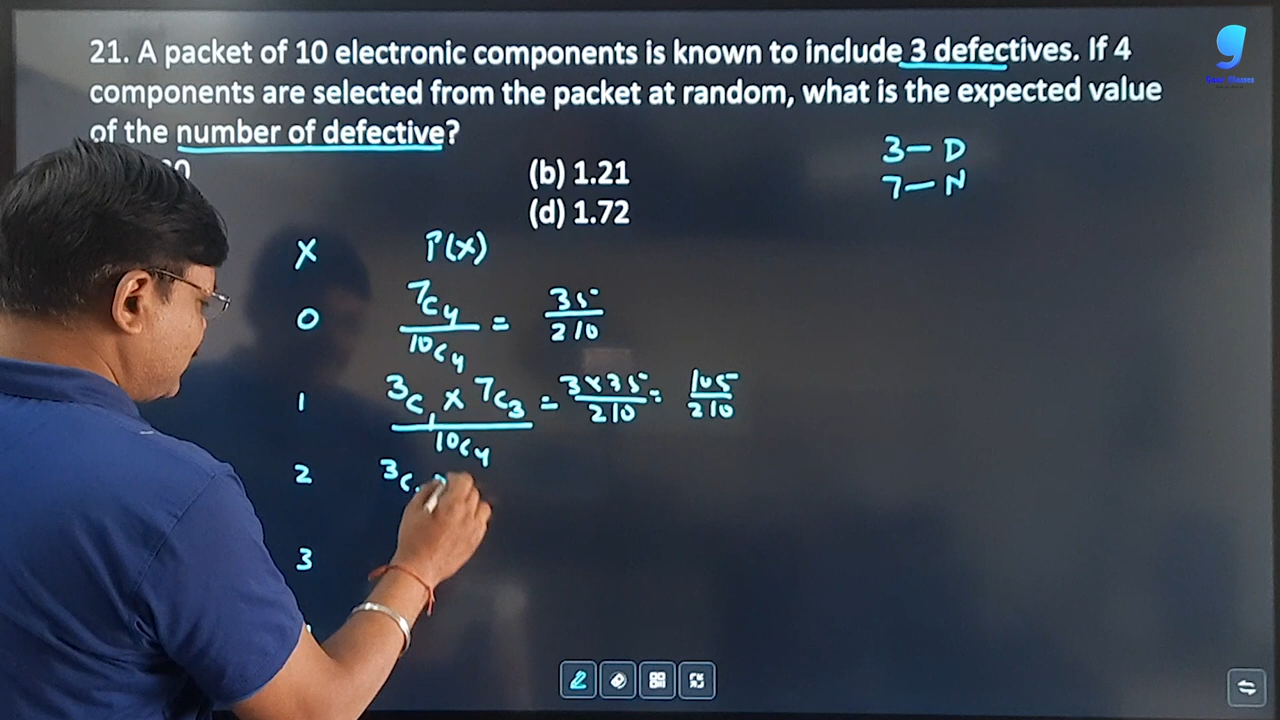 21. A packet of 10 electronic components is known to include 3 defectives. If 4
components are selected from the packet at random, what is the expected value
of the number of defective?
3 — D
7 — N
(b) 1.21
(d) 1.72
X P(X)
0 7C4 / 10C4 = 35 / 210
1 3C1 × 7C3 / 10C4 = 3×35 / 210 = 105 / 210
2 3C
3